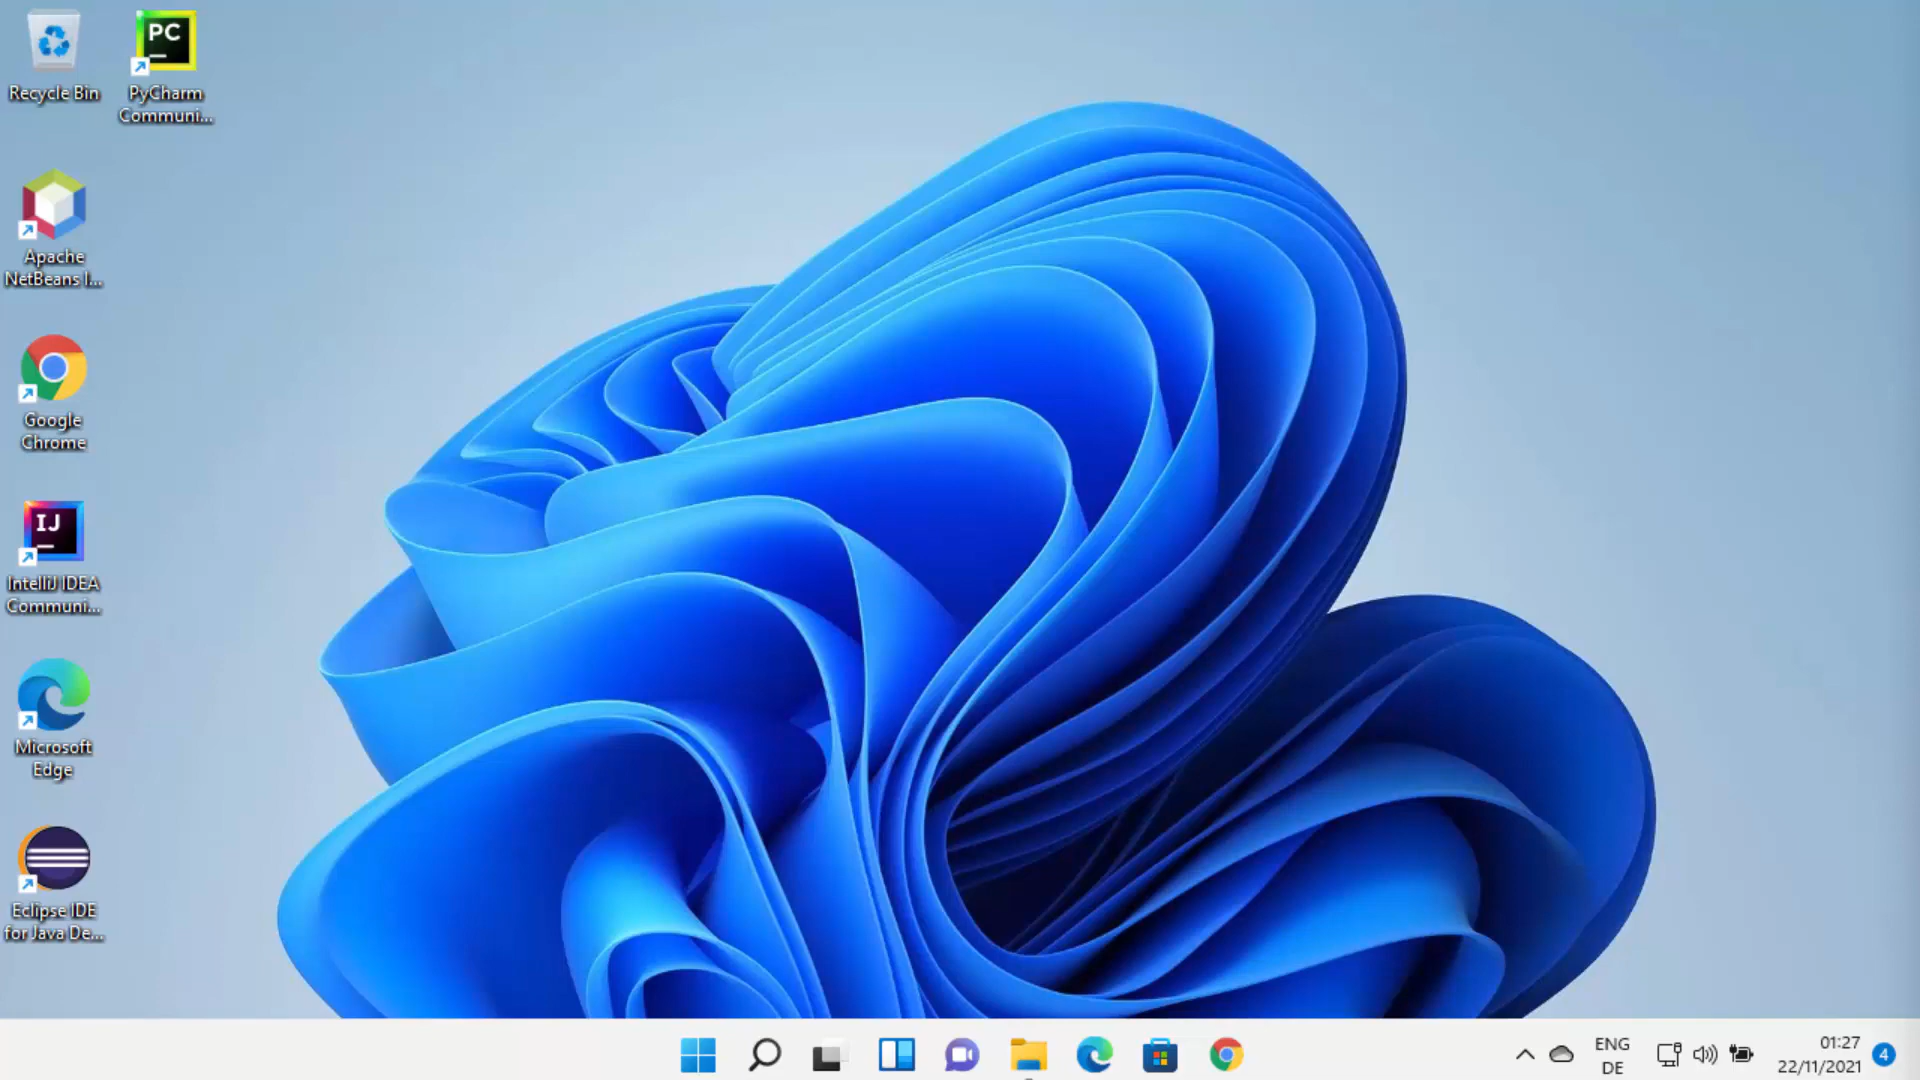 Recycle Bin
PC
PyCharm
Communi...
Apache
NetBeans I...
Google
Chrome
IJ
IntelliJ IDEA
Communi...
Microsoft
Edge
Eclipse IDE
for Java De...
ENG
DE
01:27
22/11/2021
4